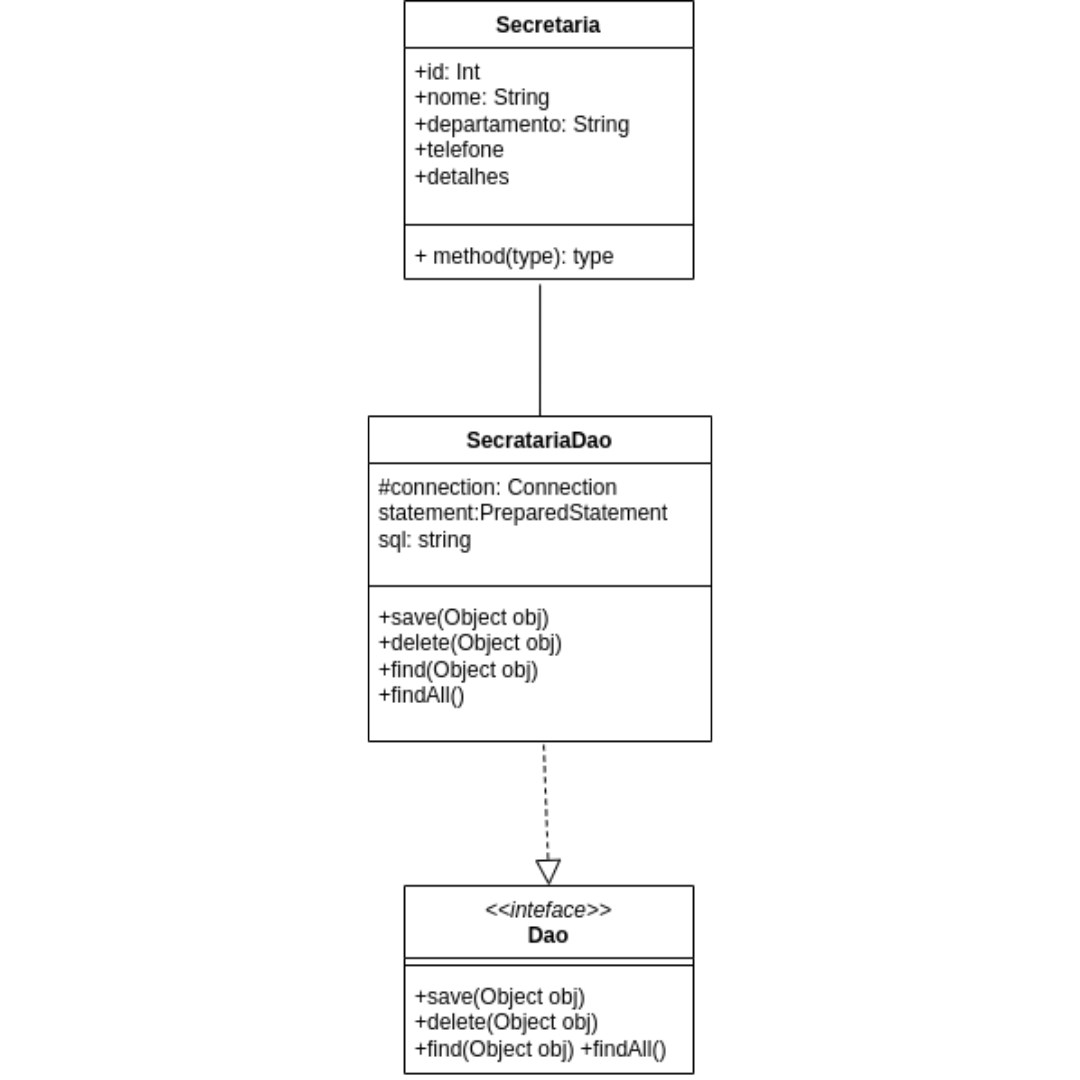 Secretaria
+id: Int
+nome: String
+departamento: String
+telefone
+detalhes
+ method(type): type
SecratariaDao
#connection: Connection
statement:PreparedStatement
sql: string
+save(Object obj)
+delete(Object obj)
+find(Object obj)
+findAll()
<<inteface>>
Dao
+save(Object obj)
+delete(Object obj)
+find(Object obj) +findAll()